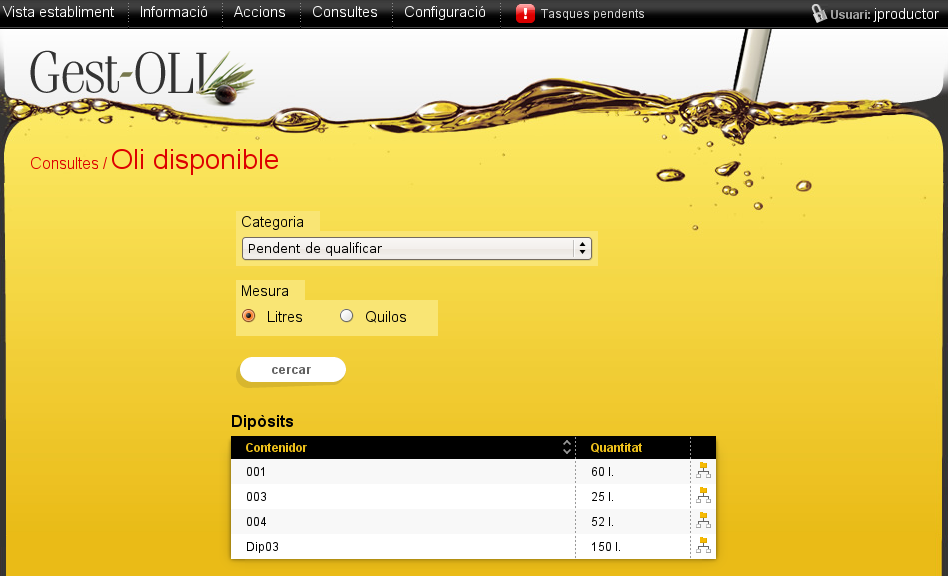 Vista establiment Informació Accions Consultes Configuració ! Tasques pendents Usuari: jproductor
Gest-OLI
Consultes / Oli disponible
Categoria
Pendent de qualificar
Mesura
Litres Quilos
cercar
Dipòsits
Contenidor Quantitat
001 60 l.
003 25 l.
004 52 l.
Dip03 150 l.